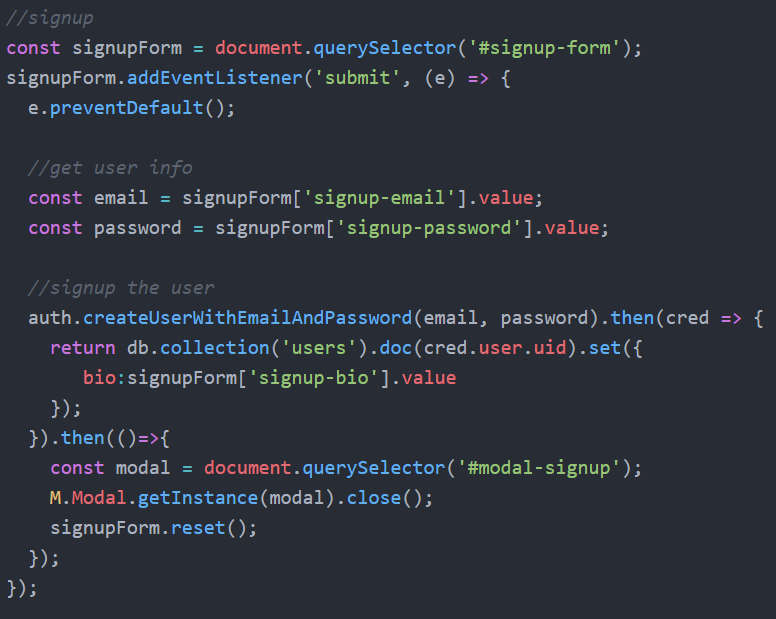 //signup
const signupForm = document.querySelector('#signup-form');
signupForm.addEventListener('submit', (e) => {
  e.preventDefault();

  //get user info
  const email = signupForm['signup-email'].value;
  const password = signupForm['signup-password'].value;

  //signup the user
  auth.createUserWithEmailAndPassword(email, password).then(cred => {
    return db.collection('users').doc(cred.user.uid).set({
       bio:signupForm['signup-bio'].value
    });
  }).then(()=>{
    const modal = document.querySelector('#modal-signup');
    M.Modal.getInstance(modal).close();
    signupForm.reset();
  });
});